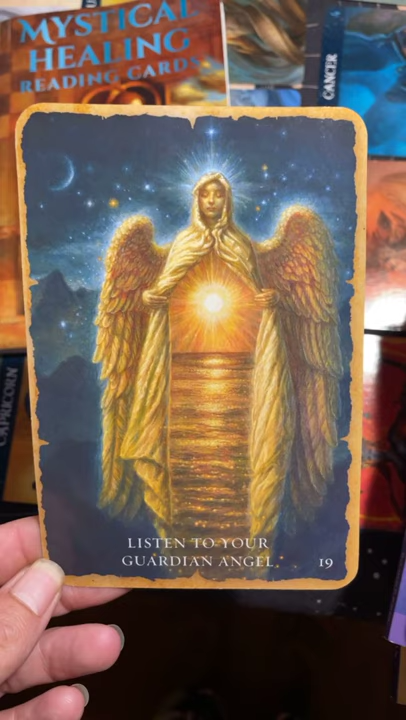 MYSTICAL
HEALING
READING CARDS
CANCER
LISTEN TO YOUR
GUARDIAN ANGEL
19
CAPRICORN